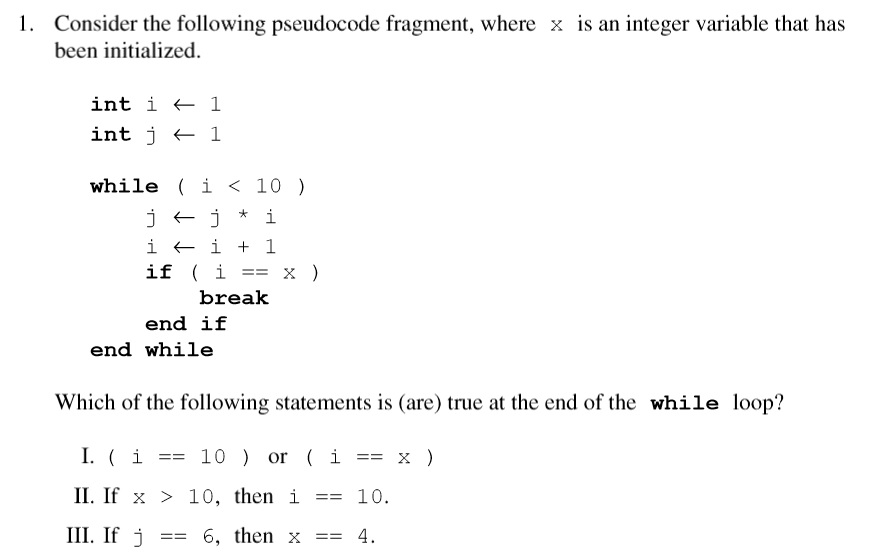 1. Consider the following pseudocode fragment, where x is an integer variable that has
been initialized.
int i ← 1
int j ← 1
while ( i < 10 )
j ← j * i
i ← i + 1
if ( i == x )
break
end if
end while
Which of the following statements is (are) true at the end of the while loop?
I. ( i == 10 ) or ( i == x )
II. If x > 10, then i == 10.
III. If j == 6, then x == 4.